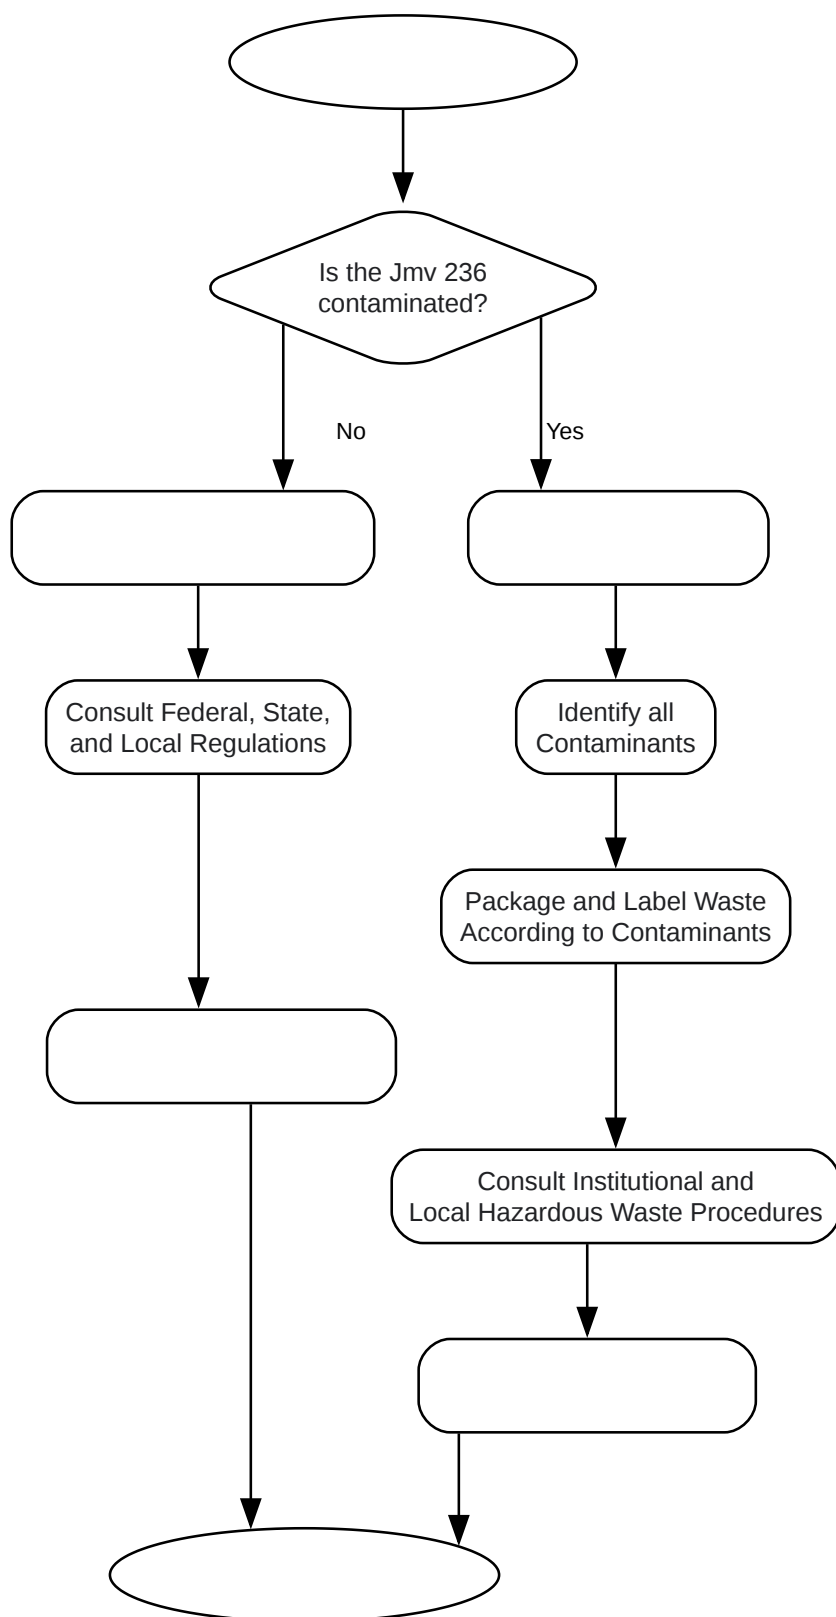 Is the Jmv 236
contaminated?
No
Yes
Consult Federal, State,
and Local Regulations
Identify all
Contaminants
Package and Label Waste
According to Contaminants
Consult Institutional and
Local Hazardous Waste Procedures